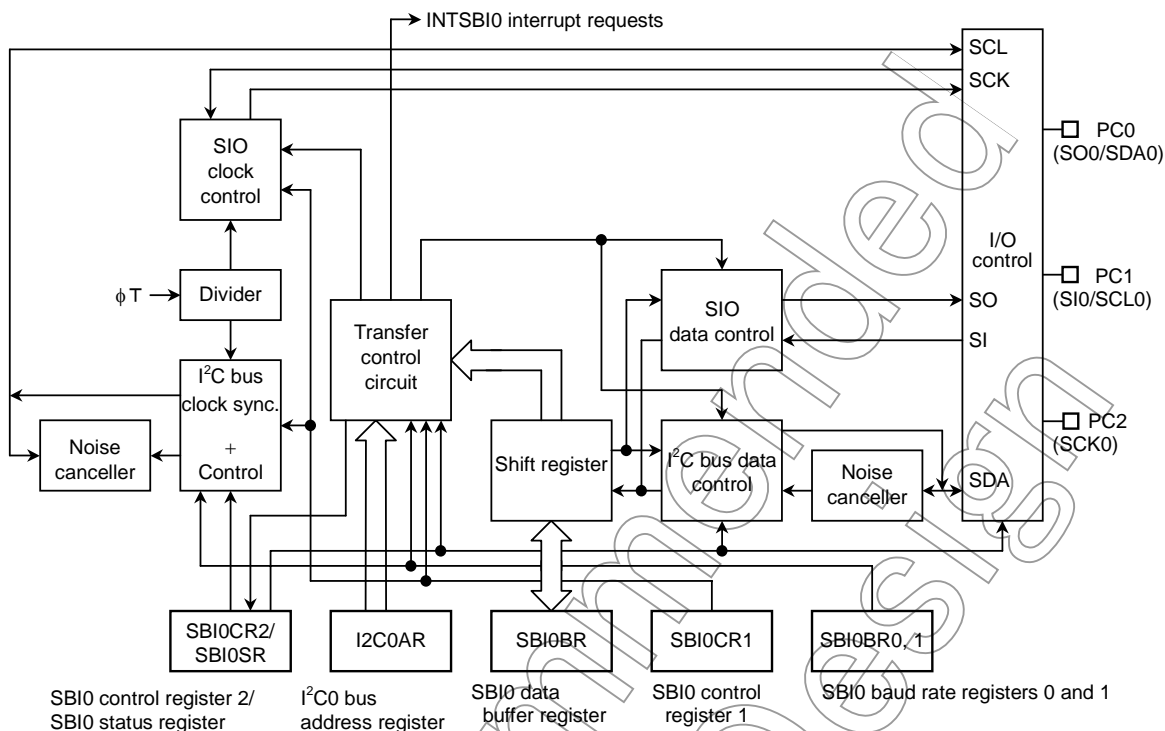 INTSBI0 interrupt requests
SCL
SCK
SIO
clock
control
PC0
(SO0/SDA0)
I/O
control
φT
Divider
PC1
(SI0/SCL0)
Transfer
control
circuit
SIO
data control
SO
SI
I²C bus
clock sync.
+
Control
Noise
canceller
Shift register
I²C bus data
control
Noise
canceller
SDA
PC2
(SCK0)
SBI0CR2/
SBI0SR
I2C0AR
SBI0BR
SBI0CR1
SBI0BR0, 1
SBI0 control register 2/
SBI0 status register
I²C0 bus
address register
SBI0 data
buffer register
SBI0 control
register 1
SBI0 baud rate registers 0 and 1
mmended
esign